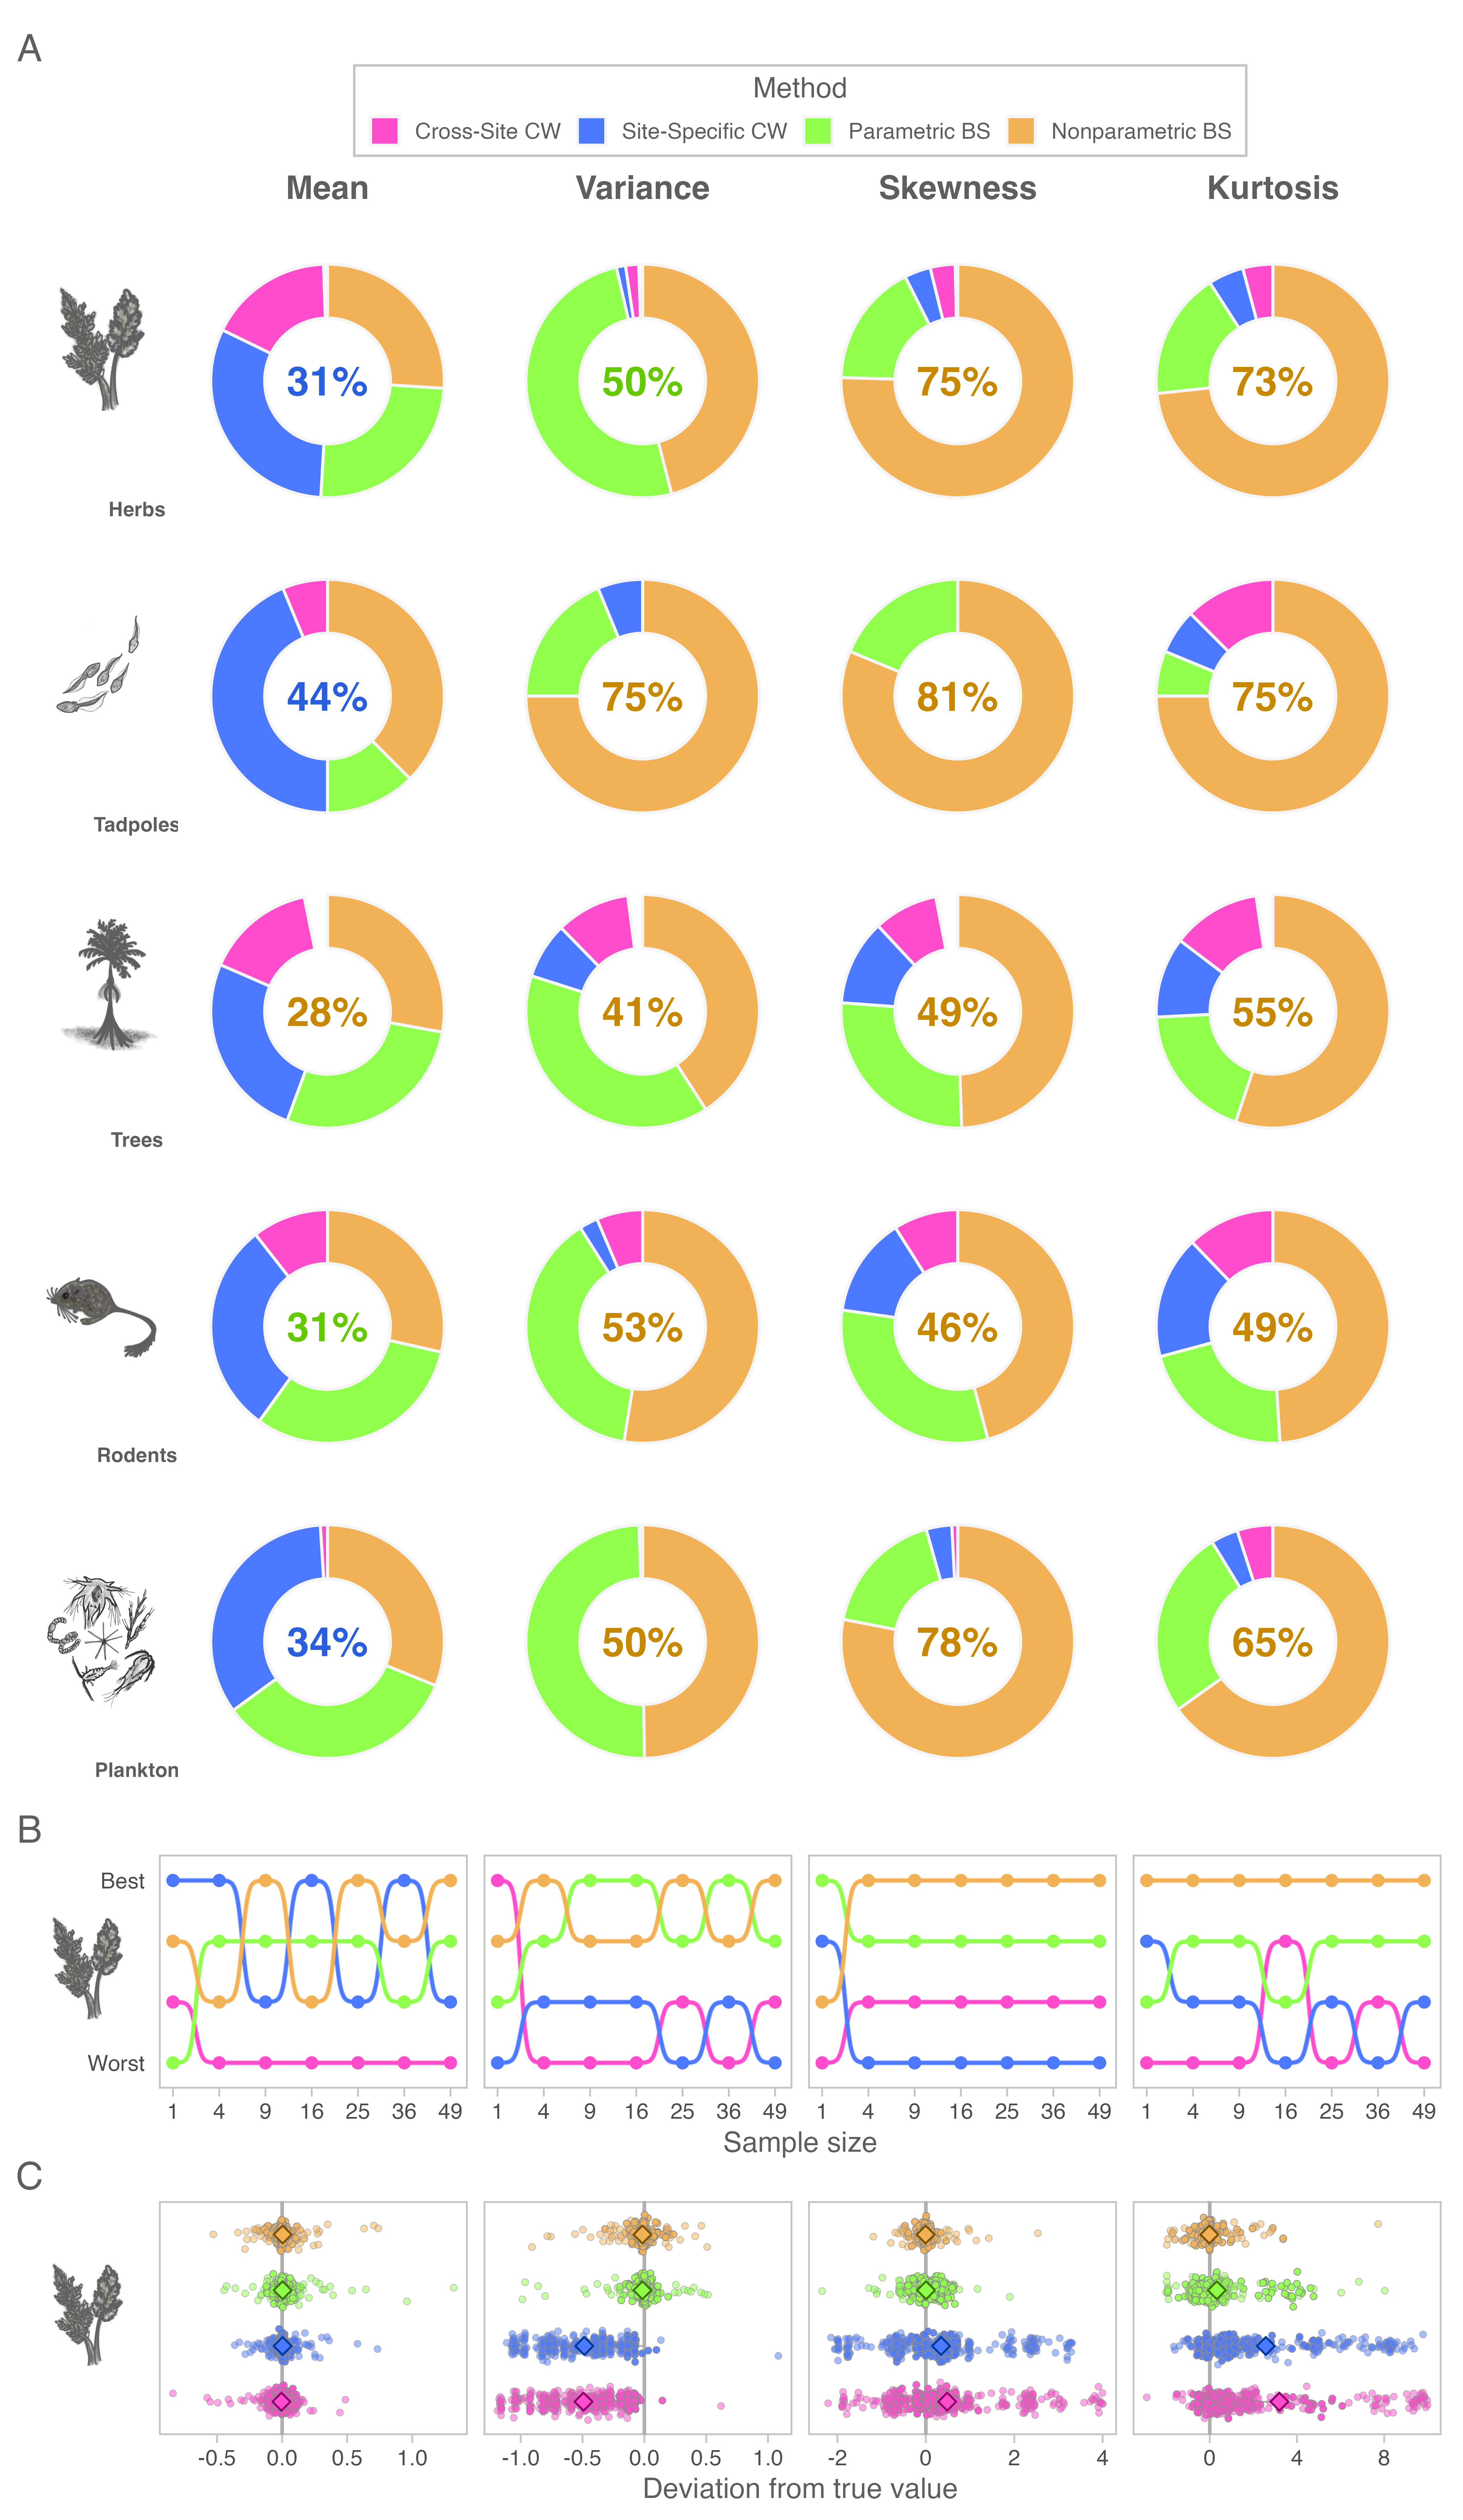 A
Method
Cross-Site CW Site-Specific CW Parametric BS Nonparametric BS
Mean Variance Skewness Kurtosis
31% 50% 75% 73%
Herbs
44% 75% 81% 75%
Tadpoles
28% 41% 49% 55%
Trees
31% 53% 46% 49%
Rodents
34% 50% 78% 65%
Plankton
B
Best
Worst
1 4 9 16 25 36 49 1 4 9 16 25 36 49 1 4 9 16 25 36 49 1 4 9 16 25 36 49
Sample size
C
-0.5 0.0 0.5 1.0 -1.0 -0.5 0.0 0.5 1.0 -2 0 2 4 0 4 8
Deviation from true value